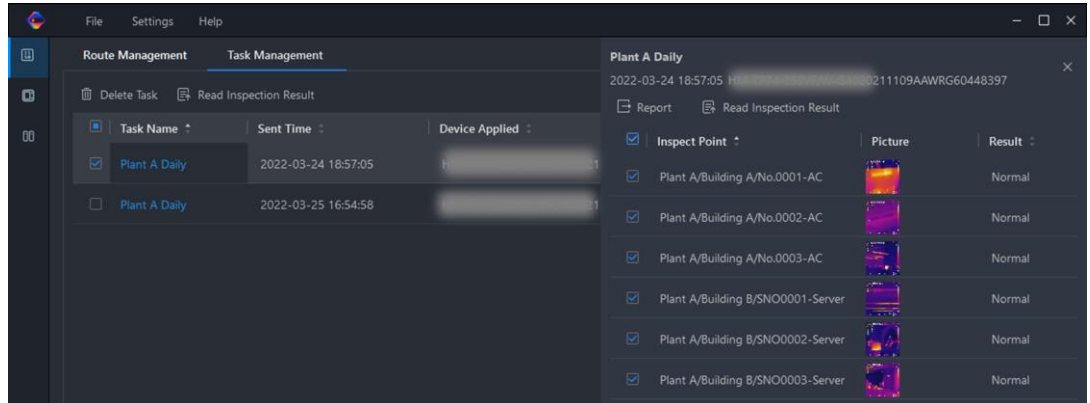 File Settings Help
Route Management Task Management
Delete Task Read Inspection Result
Task Name Sent Time Device Applied
Plant A Daily 2022-03-24 18:57:05
Plant A Daily 2022-03-25 16:54:58
Plant A Daily
2022-03-24 18:57:05 20211109AAWRG60448397
Report Read Inspection Result
Inspect Point Picture Result
Plant A/Building A/No.0001-AC Normal
Plant A/Building A/No.0002-AC Normal
Plant A/Building A/No.0003-AC Normal
Plant A/Building B/SNO0001-Server Normal
Plant A/Building B/SNO0002-Server Normal
Plant A/Building B/SNO0003-Server Normal